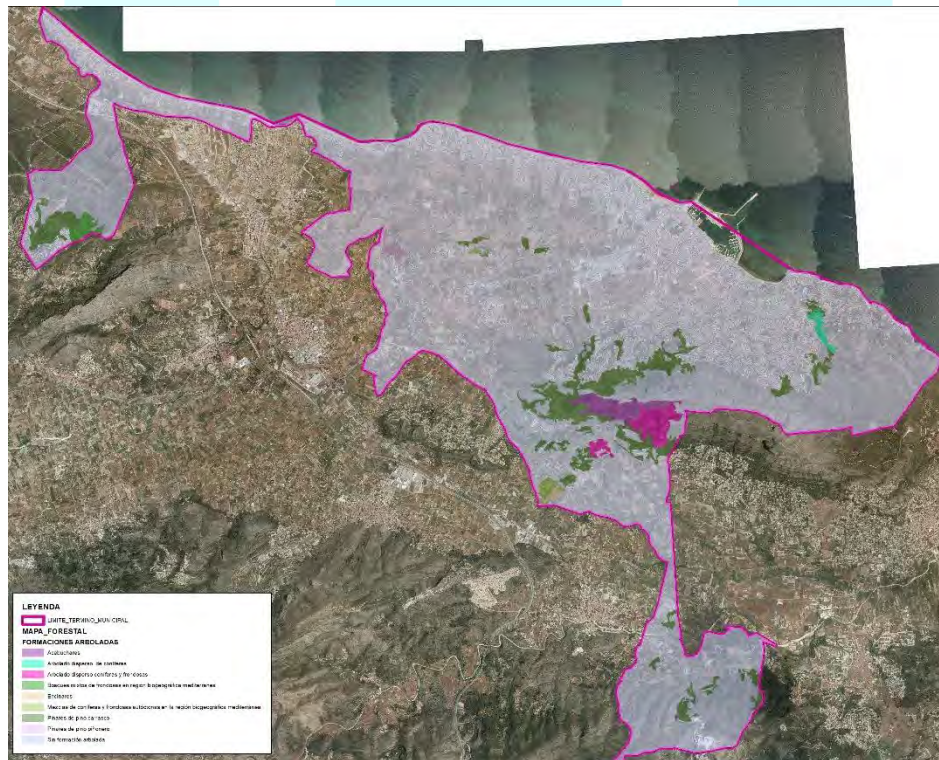 LEYENDA
LIMITE_TERMINO_MUNICIPAL
MAPA_FORESTAL
FORMACIONES ARBOLADAS
Acebuchares
Arbolado disperso de coníferas
Arbolado disperso coníferas y frondosas
Bosques mixtos de frondosas en región biogeográfica mediterranea
Encinares
Mezclas de coníferas y frondosas autóctonas en la región biogeográfica mediterránea
Pinares de pino carrasco
Pinares de pino piñonero
Sin formación arbolada